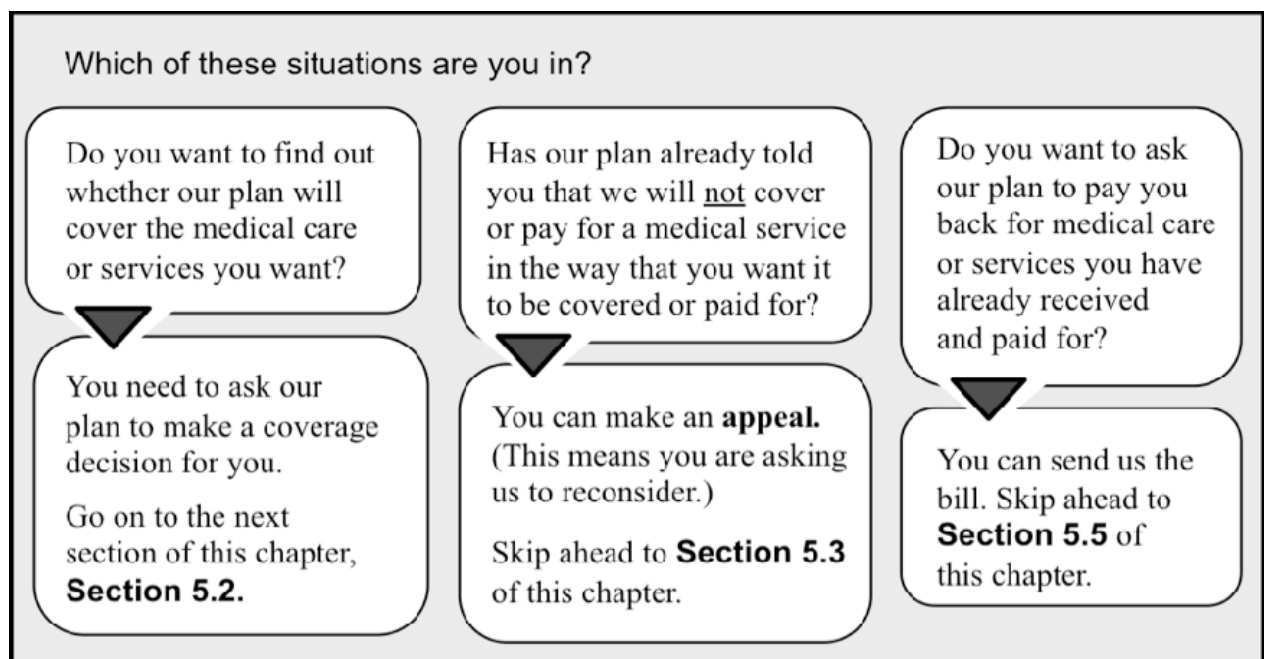 Which of these situations are you in?
Do you want to find out
whether our plan will
cover the medical care
or services you want?
You need to ask our
plan to make a coverage
decision for you.
Go on to the next
section of this chapter,
Section 5.2.
Has our plan already told
you that we will not cover
or pay for a medical service
in the way that you want it
to be covered or paid for?
You can make an appeal.
(This means you are asking
us to reconsider.)
Skip ahead to Section 5.3
of this chapter.
Do you want to ask
our plan to pay you
back for medical care
or services you have
already received
and paid for?
You can send us the
bill. Skip ahead to
Section 5.5 of
this chapter.